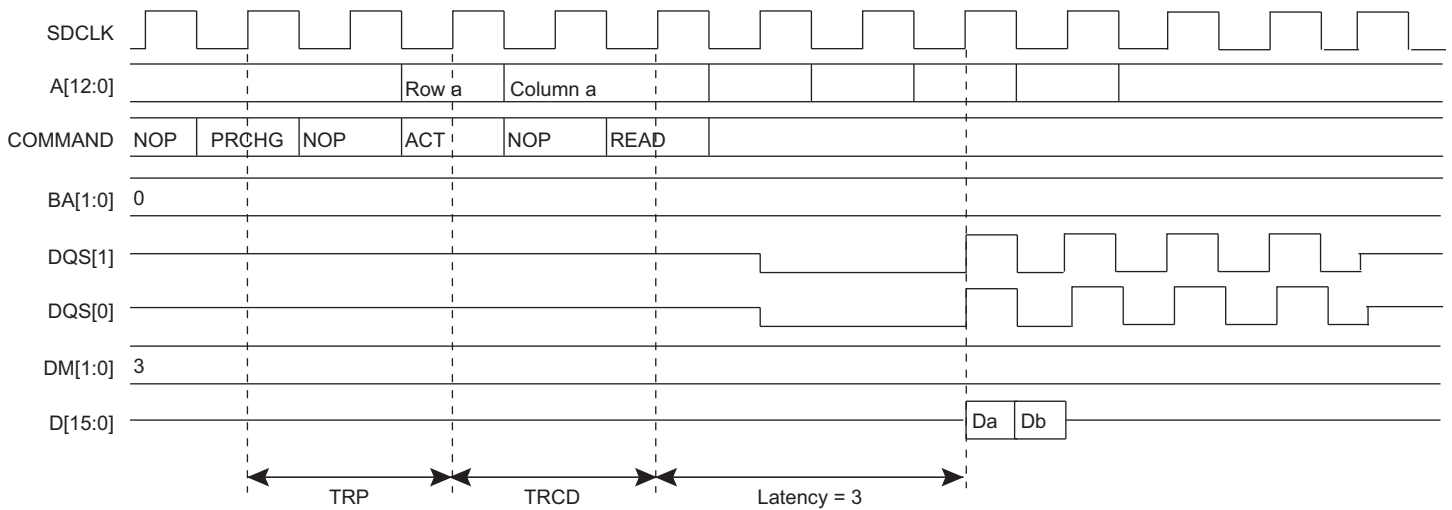 SDCLK
A[12:0] Row a Column a
COMMAND NOP PRCHG NOP ACT NOP READ
BA[1:0] 0
DQS[1]
DQS[0]
DM[1:0] 3
D[15:0] Da Db
TRP TRCD Latency = 3